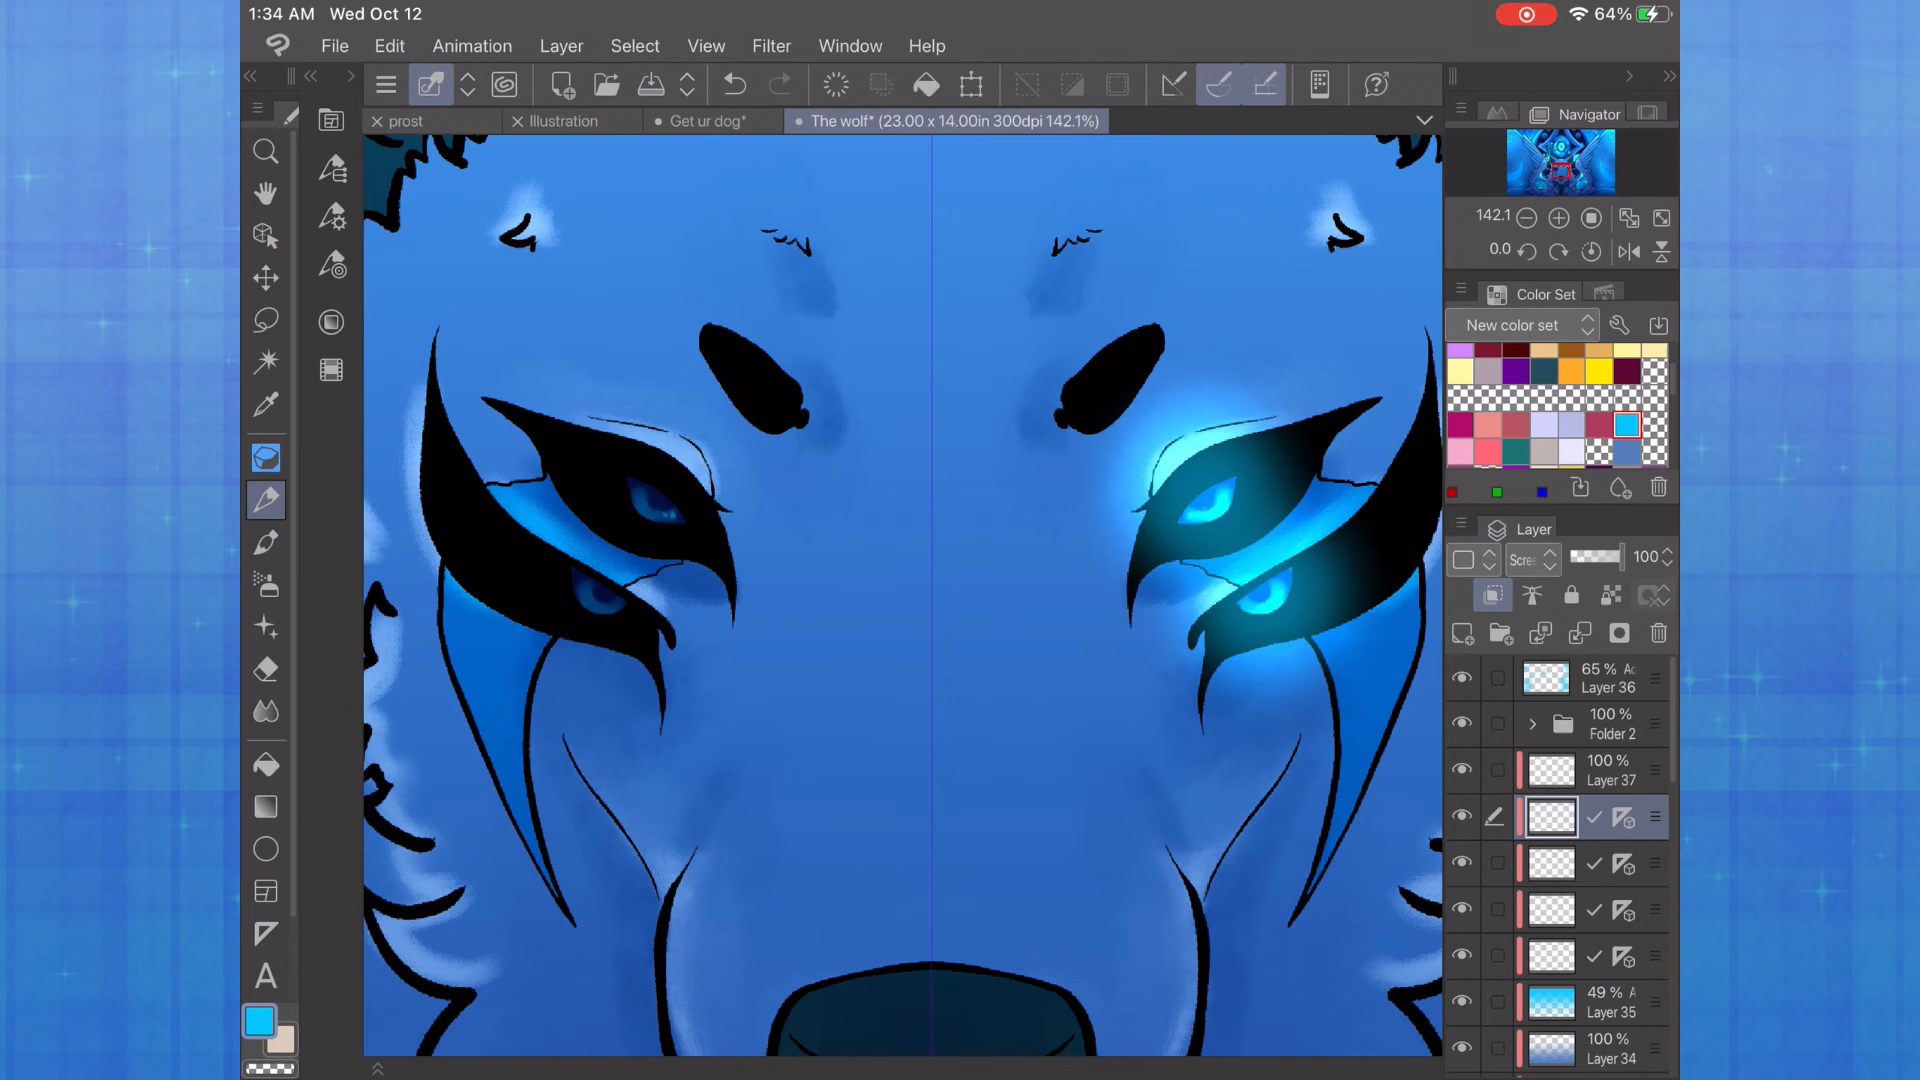 1:34 AM Wed Oct 12
64%
File Edit Animation Layer Select View Filter Window Help
prost
Illustration
Get ur dog*
The wolf* (23.00 x 14.00in 300dpi 142.1%)
Navigator
142.1
0.0
Color Set
New color set
Layer
Scre
100
65 % Ad
Layer 36
100 %
Folder 2
100 %
Layer 37
49 % A
Layer 35
100 %
Layer 34
A